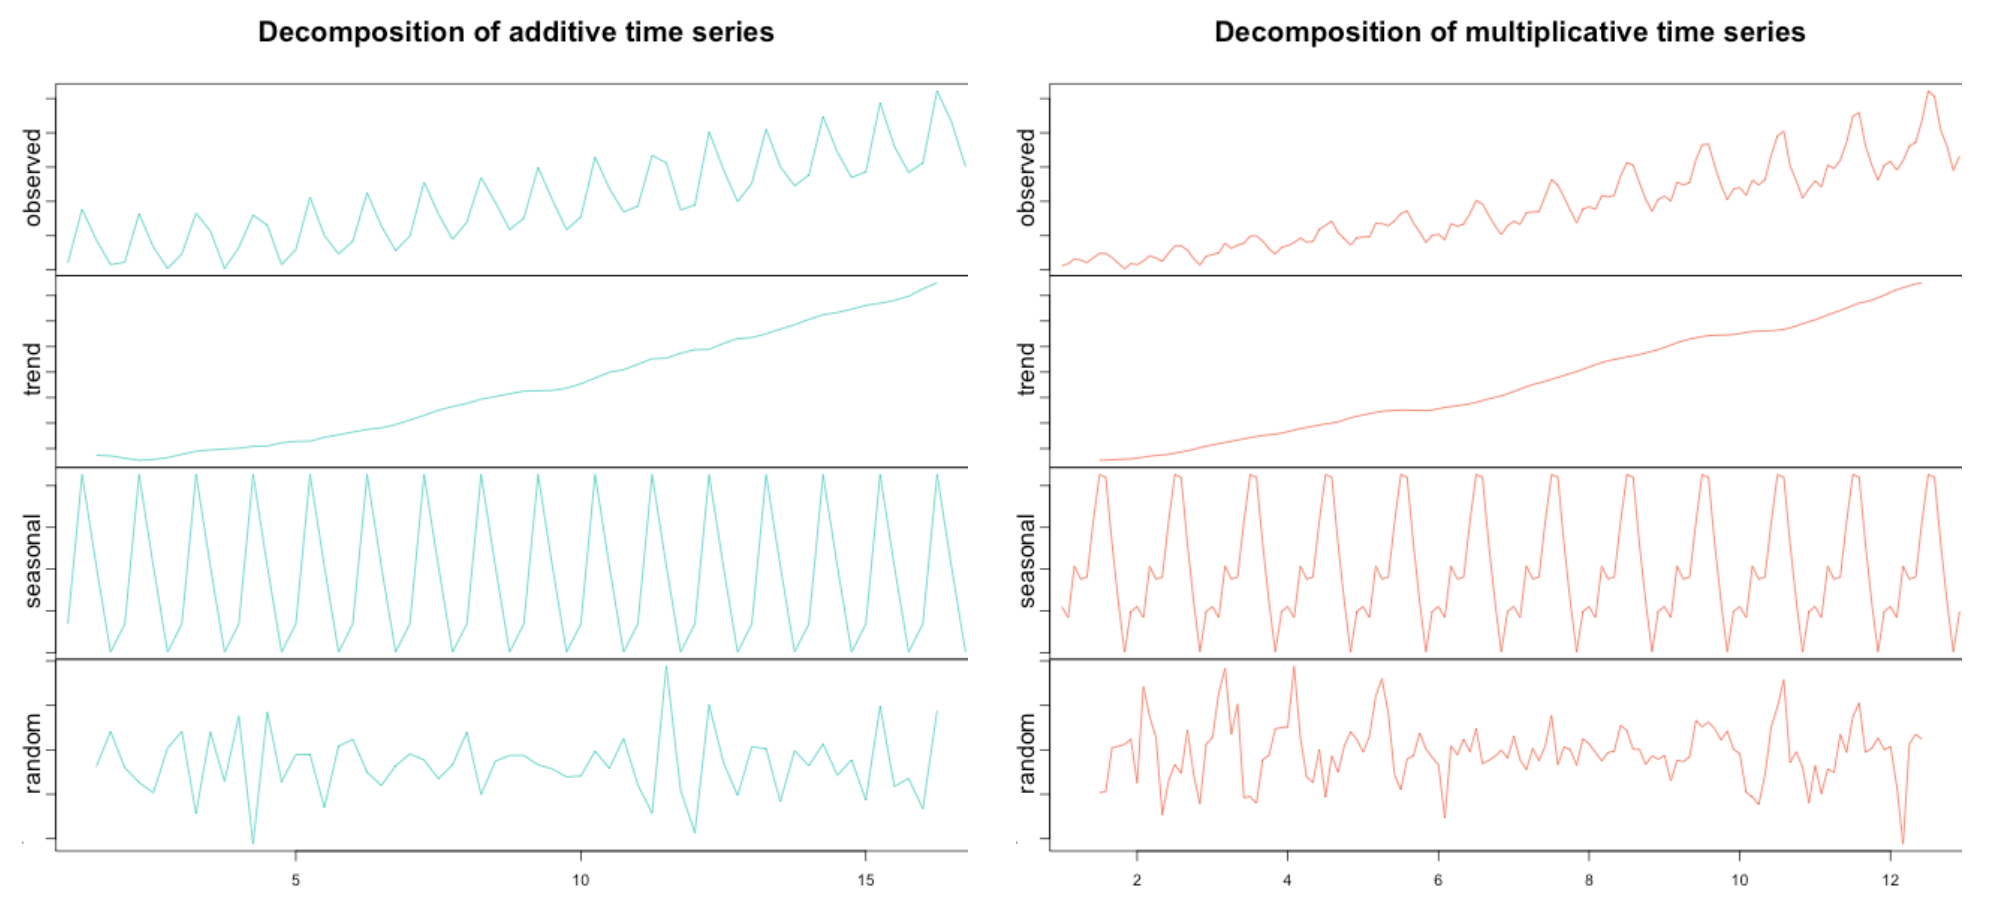 Decomposition of additive time series
observed
trend
seasonal
random
5 10 15
Decomposition of multiplicative time series
observed
trend
seasonal
random
2 4 6 8 10 12